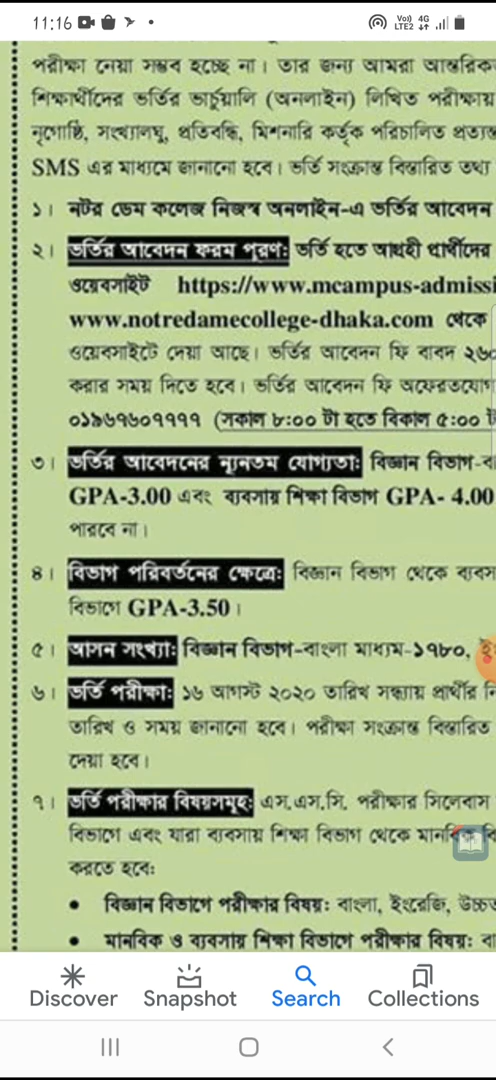 11:16
Vo)) 4G
LTE2
পরীক্ষা নেয়া সম্ভব হচ্ছে না। তার জন্য আমরা আন্তরিক
শিক্ষার্থীদের ভর্তির ভার্চুয়ালি (অনলাইন) লিখিত পরীক্ষায়
নৃগোষ্ঠি, সংখ্যালঘু, প্রতিবন্ধি, মিশনারি কর্তৃক পরিচালিত প্রত্যন্ত
SMS এর মাধ্যমে জানানো হবে। ভর্তি সংক্রান্ত বিস্তারিত তথ্য
১। নটর ডেম কলেজ নিজস্ব অনলাইন-এ ভর্তির আবেদন
২। ভর্তির আবেদন ফরম পূরণ: ভর্তি হতে আগ্রহী প্রার্থীদের
ওয়েবসাইট https://www.mcampus-admissi
www.notredamecollege-dhaka.com থেকে
ওয়েবসাইটে দেয়া আছে। ভর্তির আবেদন ফি বাবদ ২৬০
করার সময় দিতে হবে। ভর্তির আবেদন ফি অফেরতযোগ
০১৯৬৭৬০৭৭৭৭ (সকাল ৮:০০ টা হতে বিকাল ৫:০০ ট
৩। ভর্তির আবেদনের ন্যূনতম যোগ্যতা: বিজ্ঞান বিভাগ-বা
GPA-3.00 এবং ব্যবসায় শিক্ষা বিভাগ GPA- 4.00
পারবে না।
৪। বিভাগ পরিবর্তনের ক্ষেত্রে: বিজ্ঞান বিভাগ থেকে ব্যবস
বিভাগে GPA-3.50।
৫। আসন সংখ্যা: বিজ্ঞান বিভাগ-বাংলা মাধ্যম-১৭৮০, ইং
৬। ভর্তি পরীক্ষা: ১৬ আগস্ট ২০২০ তারিখ সন্ধ্যায় প্রার্থীর নি
তারিখ ও সময় জানানো হবে। পরীক্ষা সংক্রান্ত বিস্তারিত
দেয়া হবে।
৭। ভর্তি পরীক্ষার বিষয়সমূহ: এস.এস.সি. পরীক্ষার সিলেবাস
বিভাগে এবং যারা ব্যবসায় শিক্ষা বিভাগ থেকে মানবিক বি
করতে হবে:
• বিজ্ঞান বিভাগে পরীক্ষার বিষয়: বাংলা, ইংরেজি, উচ্চত
• মানবিক ও ব্যবসায় শিক্ষা বিভাগে পরীক্ষার বিষয়: বা
Discover Snapshot Search Collections